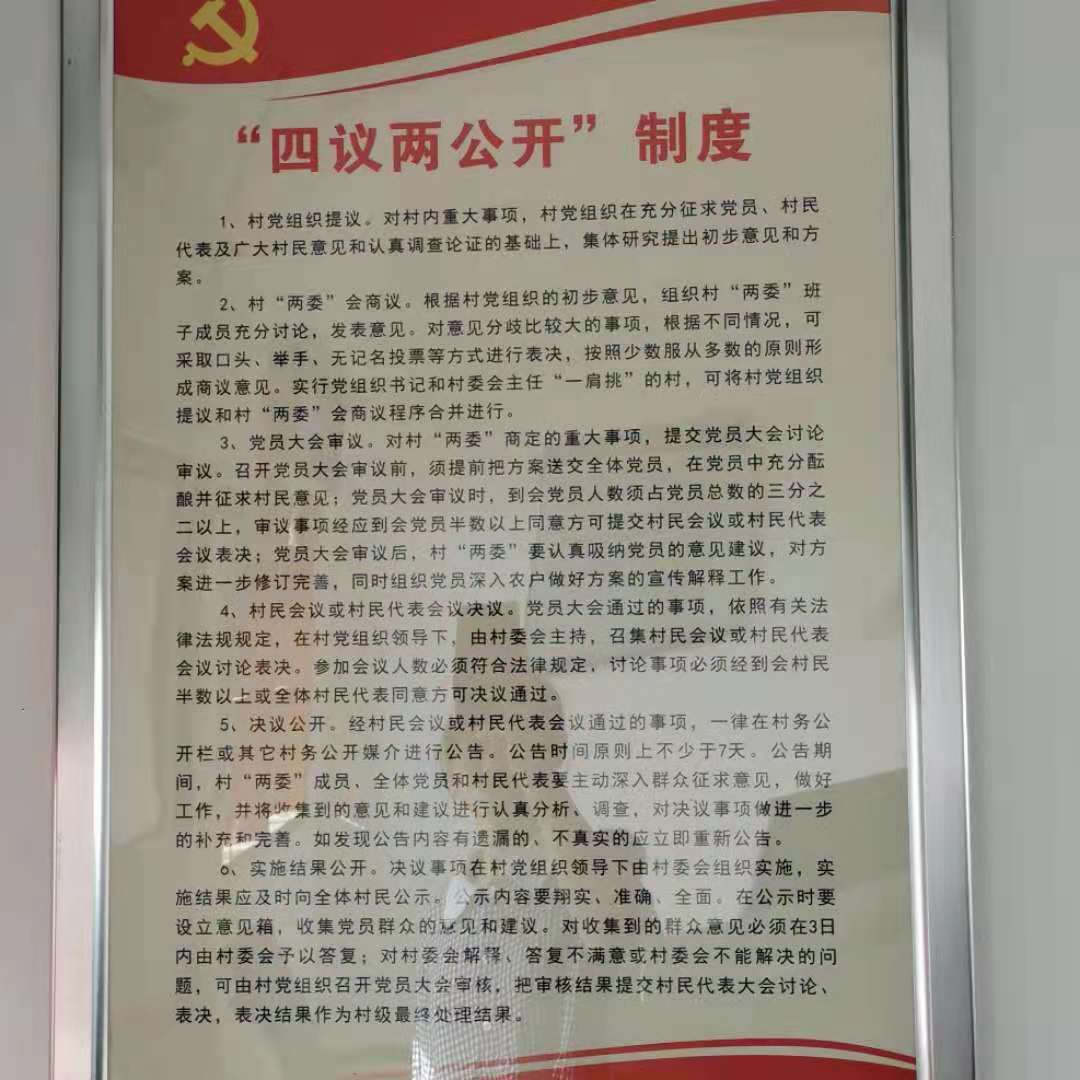 “四议两公开”制度
1、村党组织提议。对村内重大事项，村党组织在充分征求党员、村民
代表及广大村民意见和认真调查论证的基础上，集体研究提出初步意见和方
案。
2、村“两委”会商议。根据村党组织的初步意见，组织村“两委”班
子成员充分讨论，发表意见。对意见分歧比较大的事项，根据不同情况，可
采取口头、举手、无记名投票等方式进行表决，按照少数服从多数的原则形
成商议意见。实行党组织书记和村委会主任“一肩挑”的村，可将村党组织
提议和村“两委”会商议程序合并进行。
3、党员大会审议。对村“两委”商定的重大事项，提交党员大会讨论
审议。召开党员大会审议前，须提前把方案送交全体党员，在党员中充分酝
酿并征求村民意见；党员大会审议时，到会党员人数须占党员总数的三分之
二以上，审议事项经应到会党员半数以上同意方可提交村民会议或村民代表
会议表决；党员大会审议后，村“两委”要认真吸纳党员的意见建议，对方
案进一步修订完善，同时组织党员深入农户做好方案的宣传解释工作。
4、村民会议或村民代表会议决议。党员大会通过的事项，依照有关法
律法规规定，在村党组织领导下，由村委会主持，召集村民会议或村民代表
会议讨论表决。参加会议人数必须符合法律规定，讨论事项必须经到会村民
半数以上或全体村民代表同意方可决议通过。
5、决议公开。经村民会议或村民代表会议通过的事项，一律在村务公
开栏或其它村务公开媒介进行公告。公告时间原则上不少于7天。公告期
间，村“两委”成员、全体党员和村民代表要主动深入群众征求意见，做好
工作，并将收集到的意见和建议进行认真分析、调查，对决议事项做进一步
的补充和完善。如发现公告内容有遗漏的、不真实的应立即重新公告。
6、实施结果公开。决议事项在村党组织领导下由村委会组织实施，实
施结果应及时向全体村民公示。公示内容要翔实、准确、全面。在公示时要
设立意见箱，收集党员群众的意见和建议。对收集到的群众意见必须在3日
内由村委会予以答复；对村委会解释、答复不满意或村委会不能解决的问
题，可由村党组织召开党员大会审核，把审核结果提交村民代表大会讨论、
表决，表决结果作为村级最终处理结果。